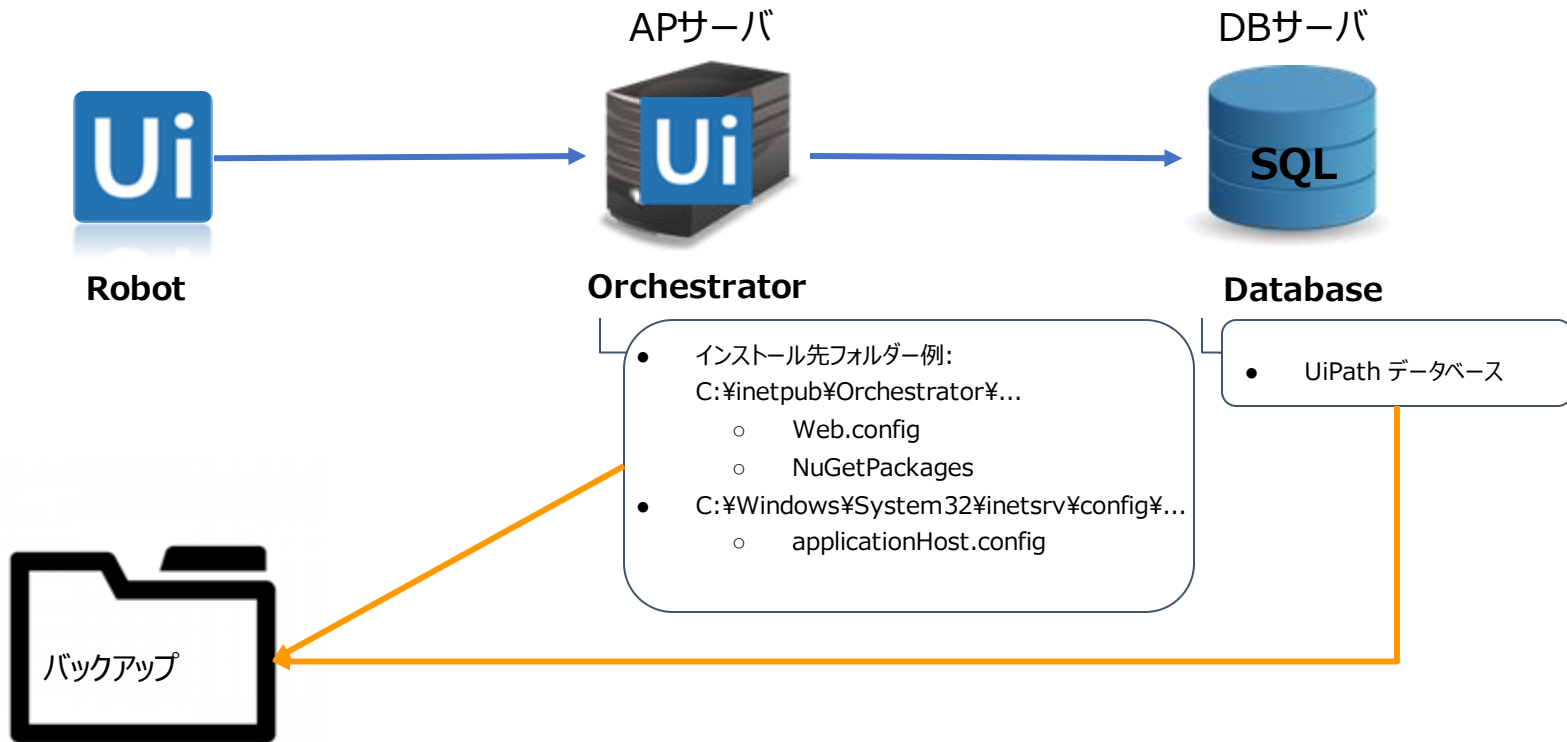 APサーバ
DBサーバ
Ui
Ui
SQL
Robot
Orchestrator
Database
● インストール先フォルダー例:
C:¥inetpub¥Orchestrator¥...
○ Web.config
○ NuGetPackages
● C:¥Windows¥System32¥inetsrv¥config¥...
○ applicationHost.config
● UiPath データベース
バックアップ